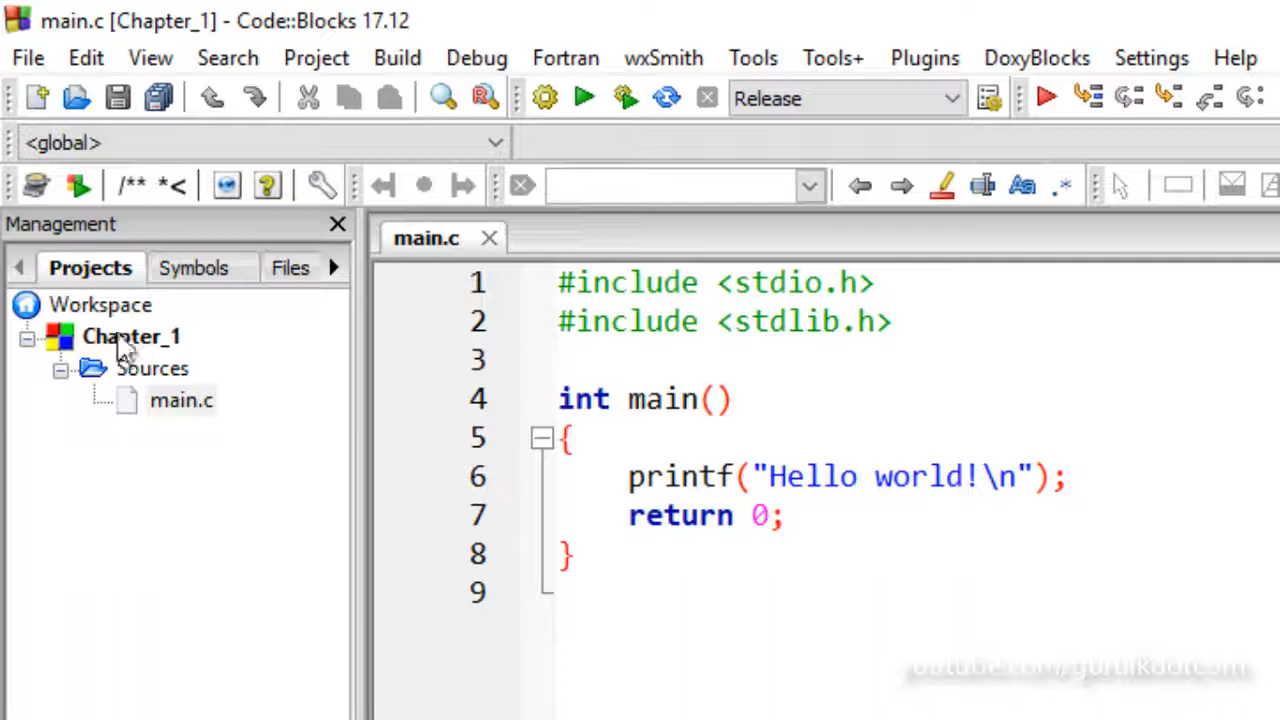 main.c [Chapter_1] - Code::Blocks 17.12
File Edit View Search Project Build Debug Fortran wxSmith Tools Tools+ Plugins DoxyBlocks Settings Help
Release
<global>
/** *<
Management
Projects Symbols Files
Workspace
Chapter_1
Sources
main.c
main.c
1 #include <stdio.h>
2 #include <stdlib.h>
3
4 int main()
5 {
6 printf("Hello world!\n");
7 return 0;
8 }
9